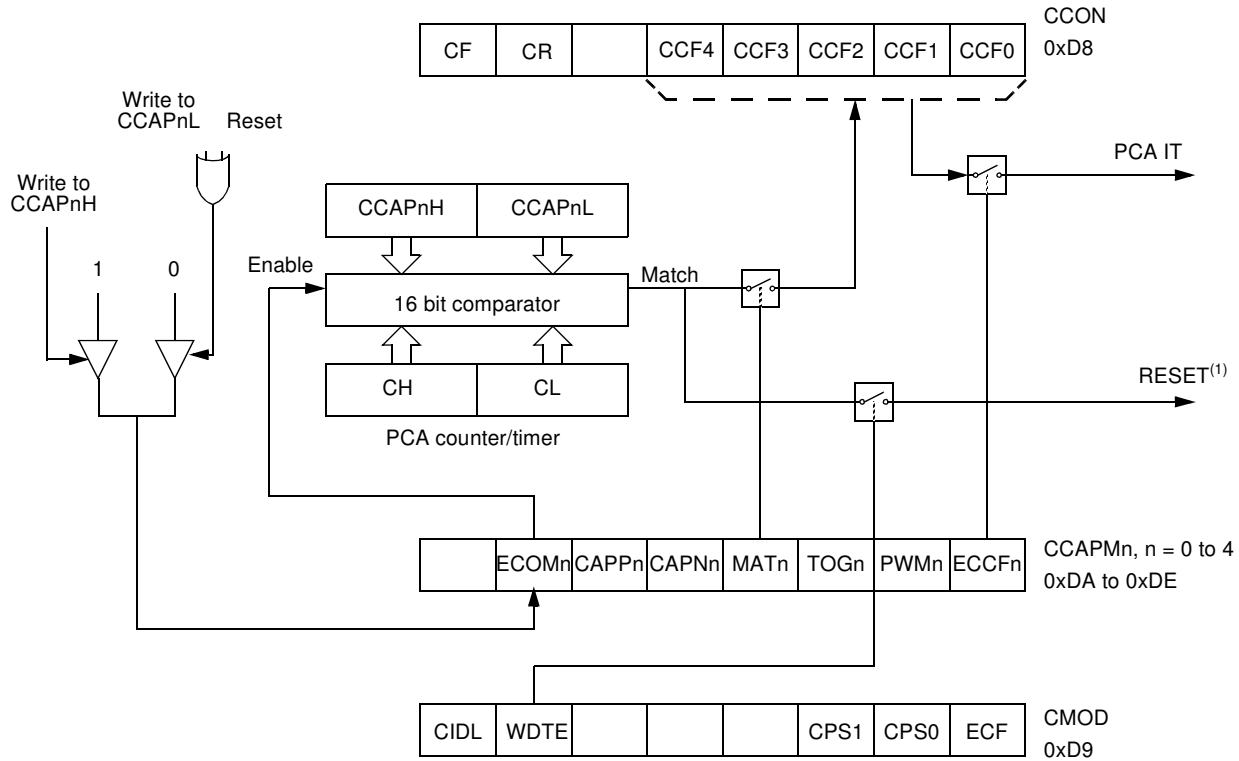 CCON
CF CR CCF4 CCF3 CCF2 CCF1 CCF0
0xD8
Write to
CCAPnL Reset
PCA IT
Write to
CCAPnH
CCAPnH CCAPnL
1 0
Enable
Match
16 bit comparator
RESET(1)
CH CL
PCA counter/timer
ECOMn CAPPn CAPNn MATn TOGn PWMn ECCFn
CCAPMn, n = 0 to 4
0xDA to 0xDE
CIDL WDTE CPS1 CPS0 ECF
CMOD
0xD9